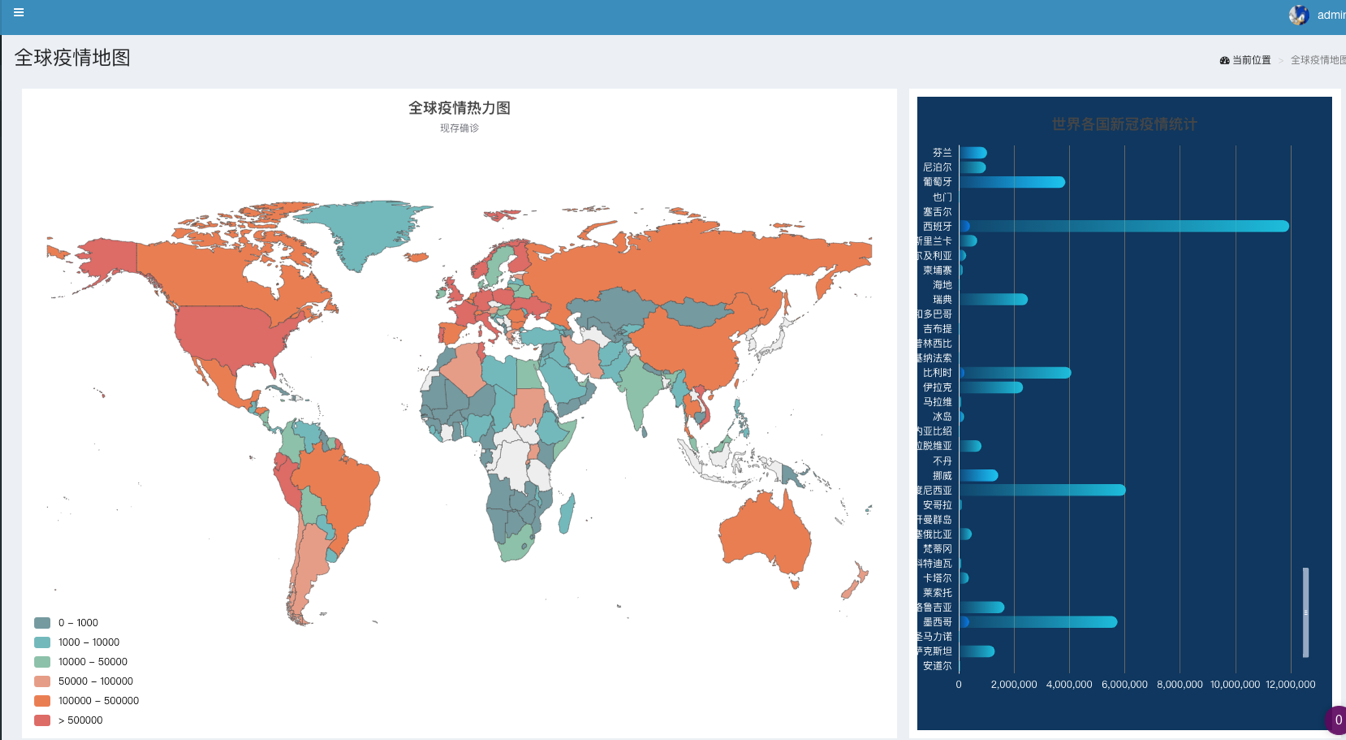 admin
全球疫情地图
当前位置 > 全球疫情地图
全球疫情热力图
现存确诊
0 - 1000
1000 - 10000
10000 - 50000
50000 - 100000
100000 - 500000
> 500000
世界各国新冠疫情统计
芬兰
尼泊尔
葡萄牙
也门
塞舌尔
西班牙
斯里兰卡
尔及利亚
柬埔寨
海地
瑞典
和多巴哥
吉布提
普林西比
基纳法索
比利时
伊拉克
马拉维
冰岛
内亚比绍
拉脱维亚
不丹
挪威
度尼西亚
安哥拉
开曼群岛
塞俄比亚
梵蒂冈
科特迪瓦
卡塔尔
莱索托
格鲁吉亚
墨西哥
圣马力诺
萨克斯坦
安道尔
0
2,000,000
4,000,000
6,000,000
8,000,000
10,000,000
12,000,000
0